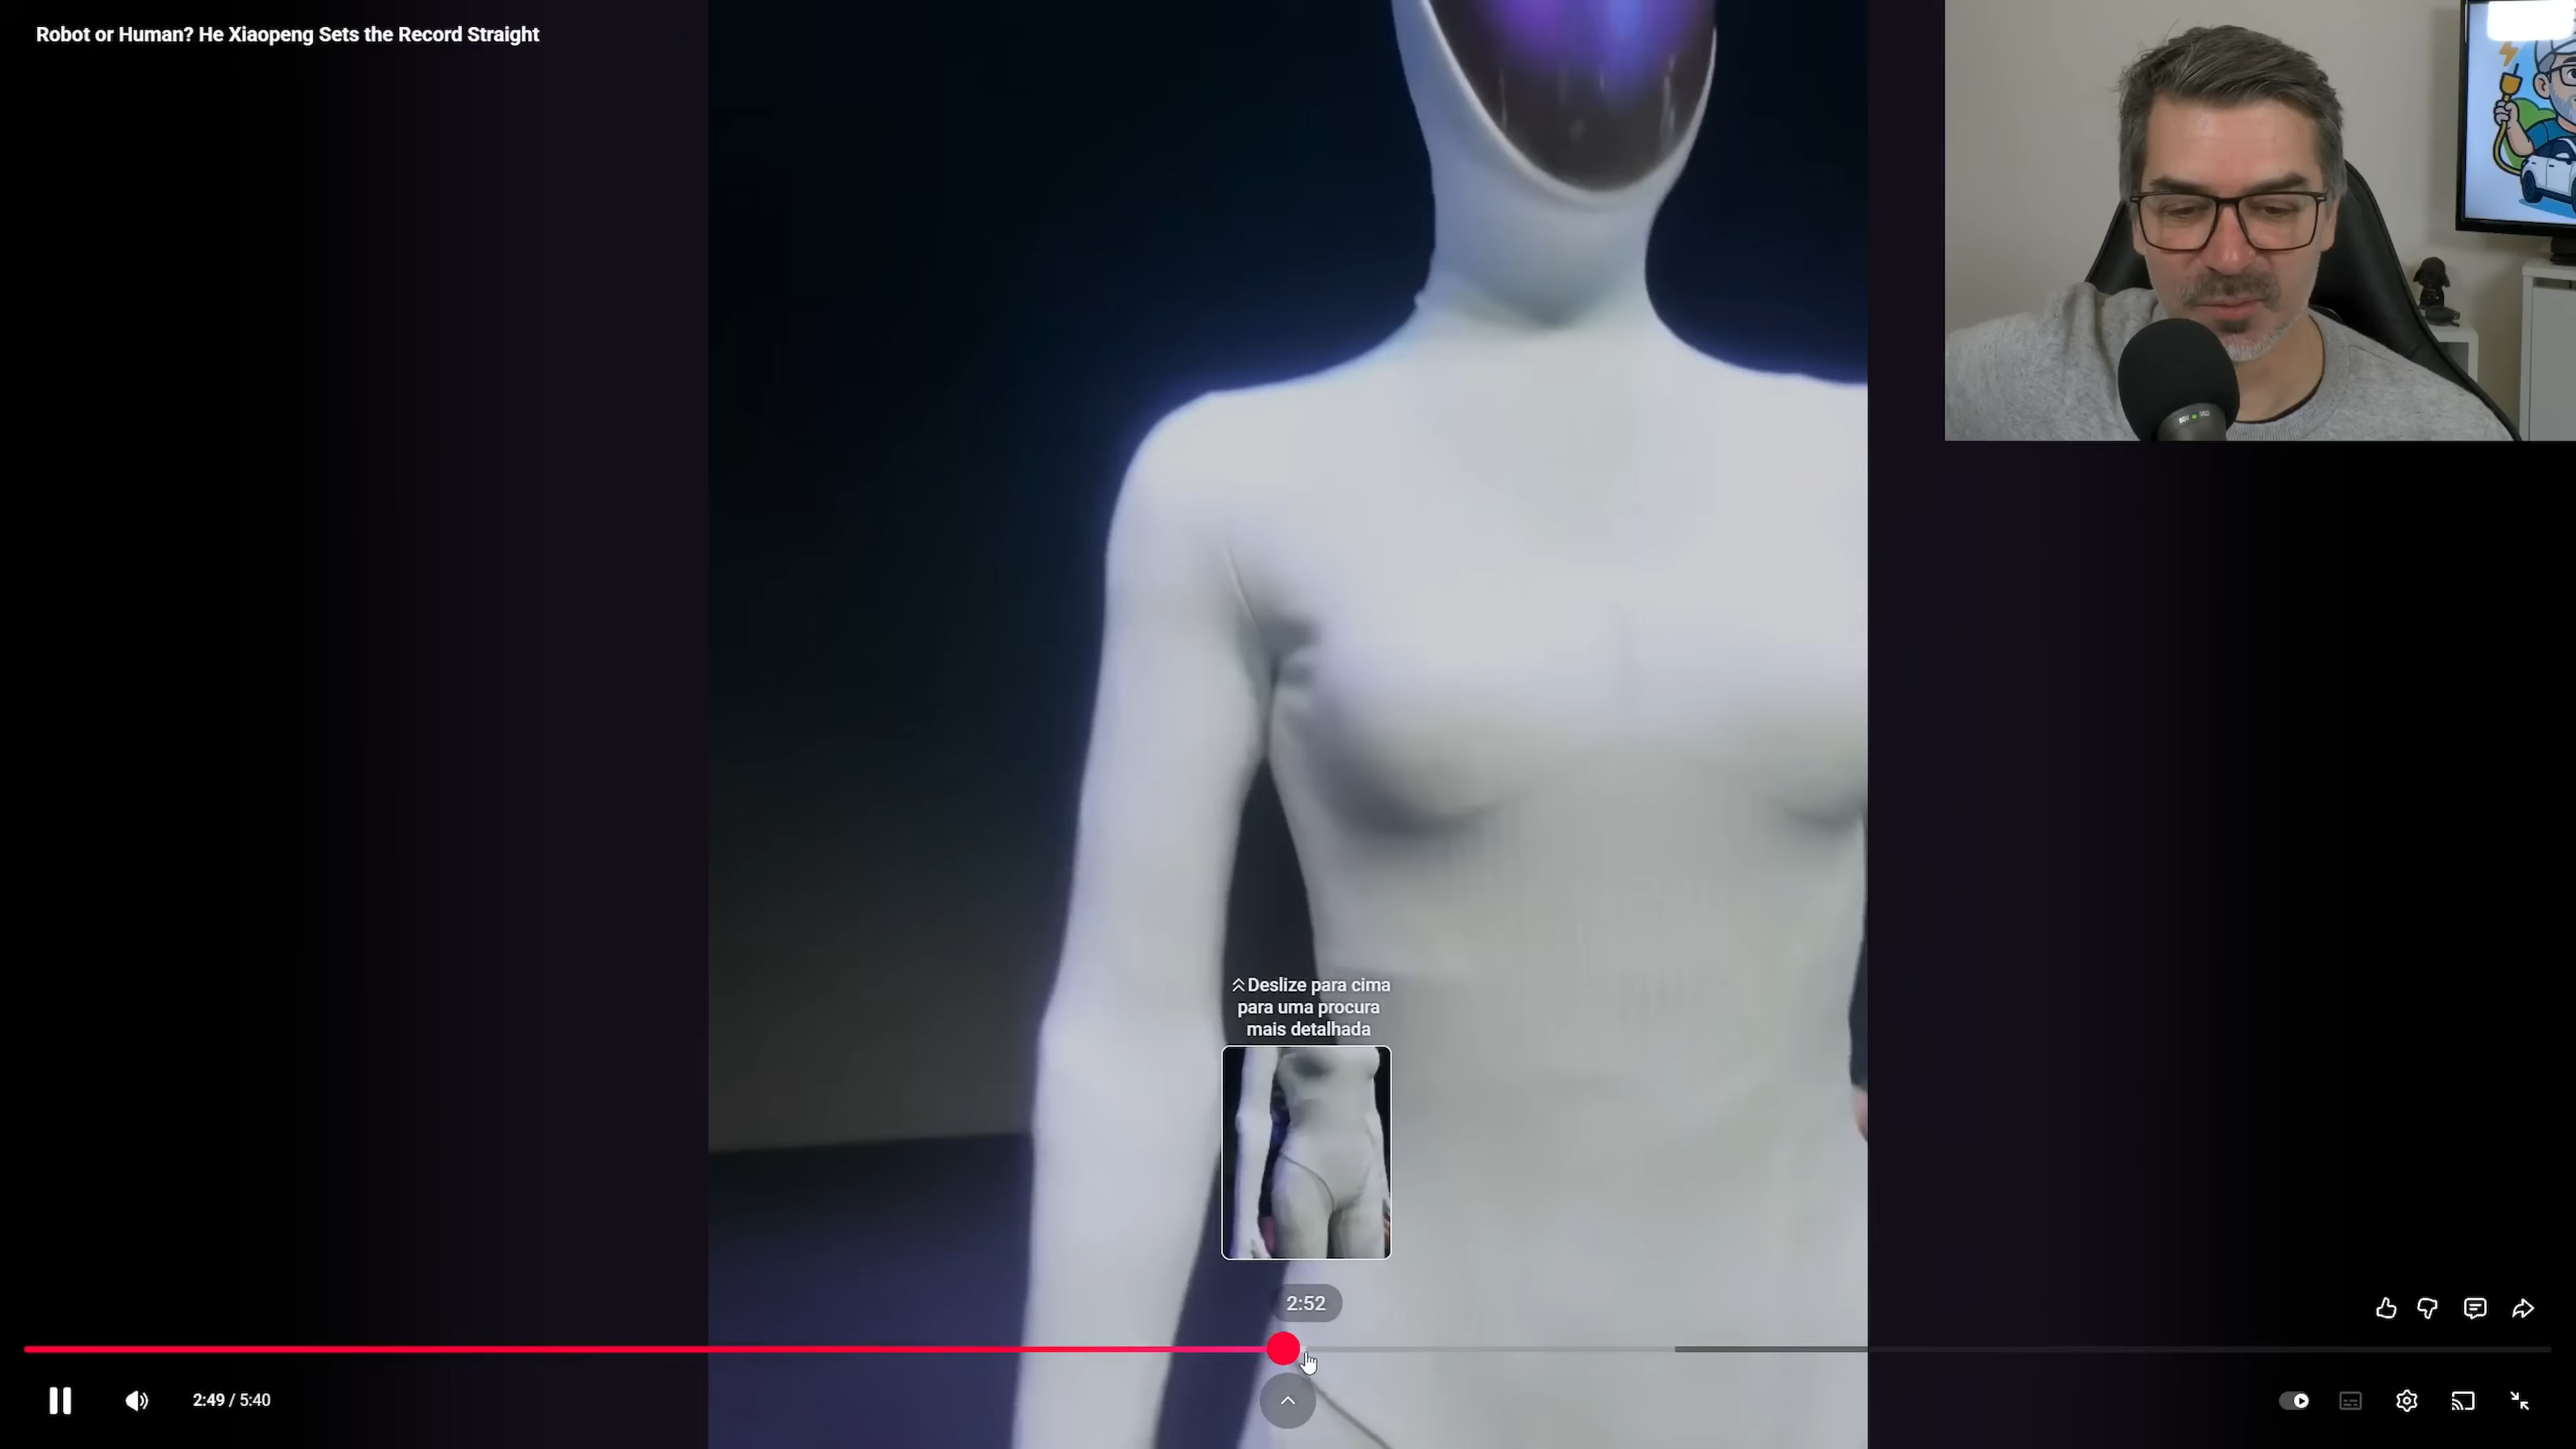 Robot or Human? He Xiaopeng Sets the Record Straight
Deslize para cima
para uma procura
mais detalhada
2:52
2:49 / 5:40